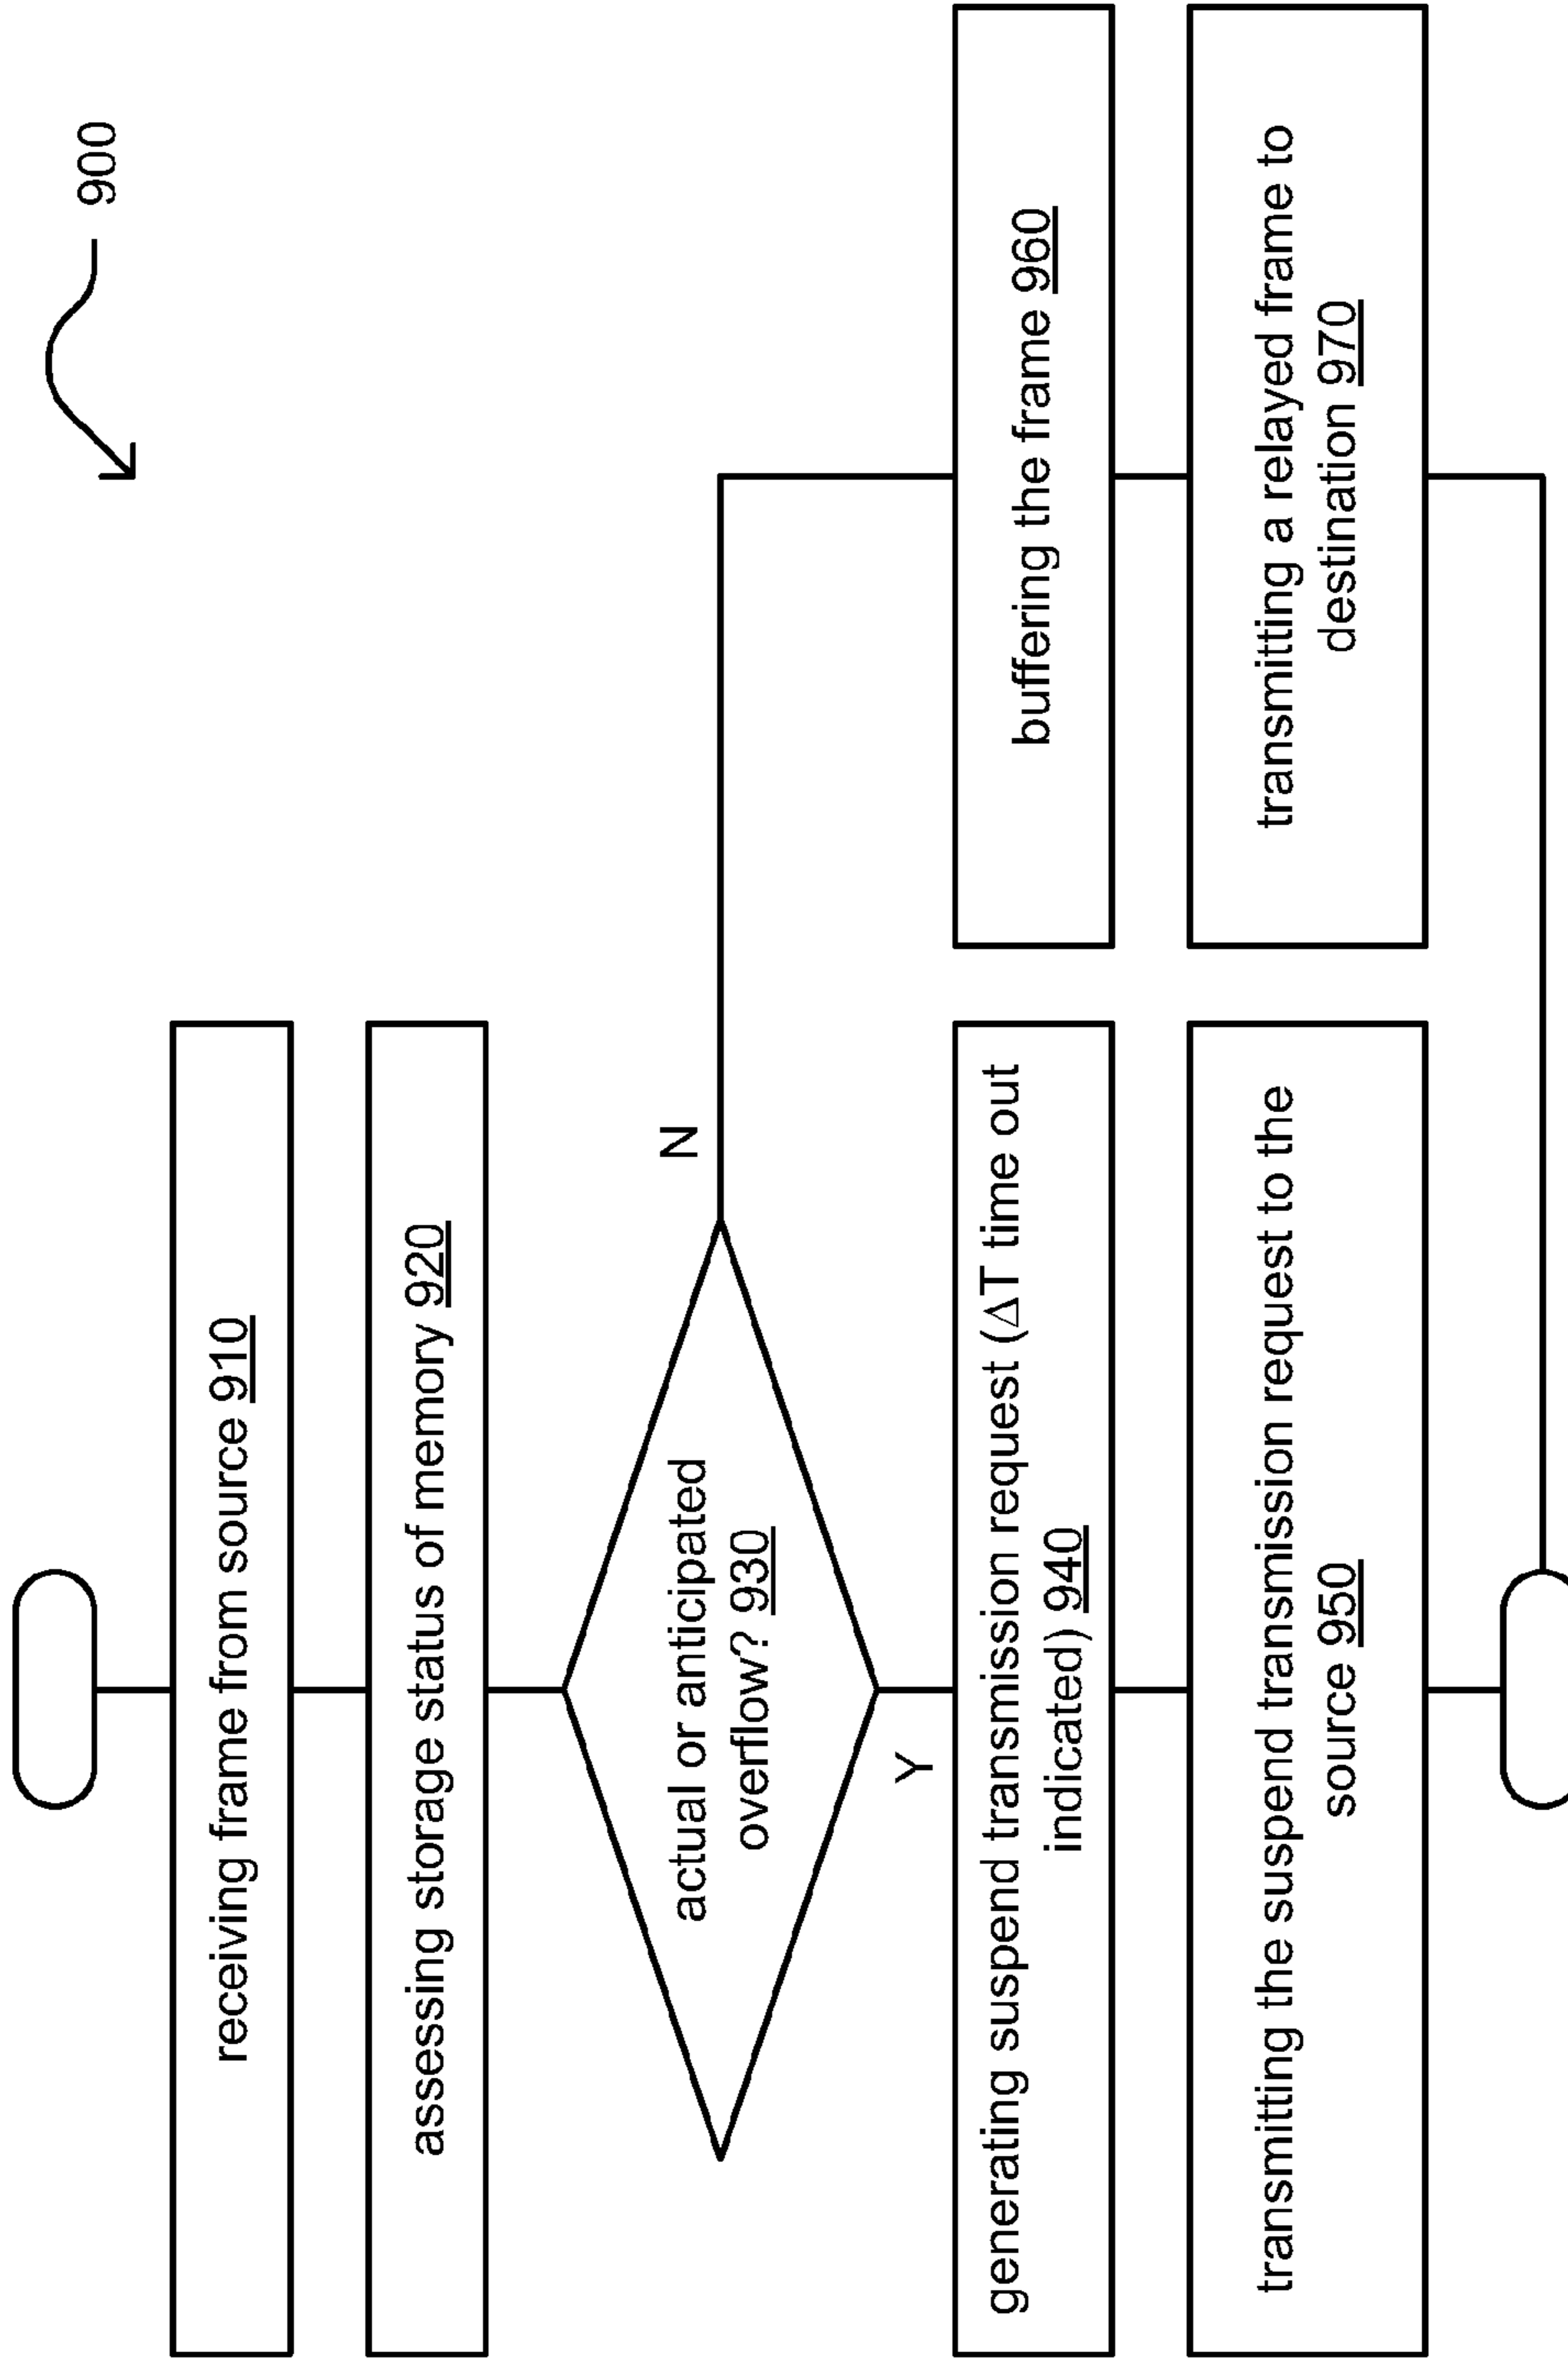 900
receiving frame from source 910
assessing storage status of memory 920
actual or anticipated
overflow? 930
N
Y
generating suspend transmission request (ΔT time out
indicated) 940
buffering the frame 960
transmitting the suspend transmission request to the
source 950
transmitting a relayed frame to
destination 970